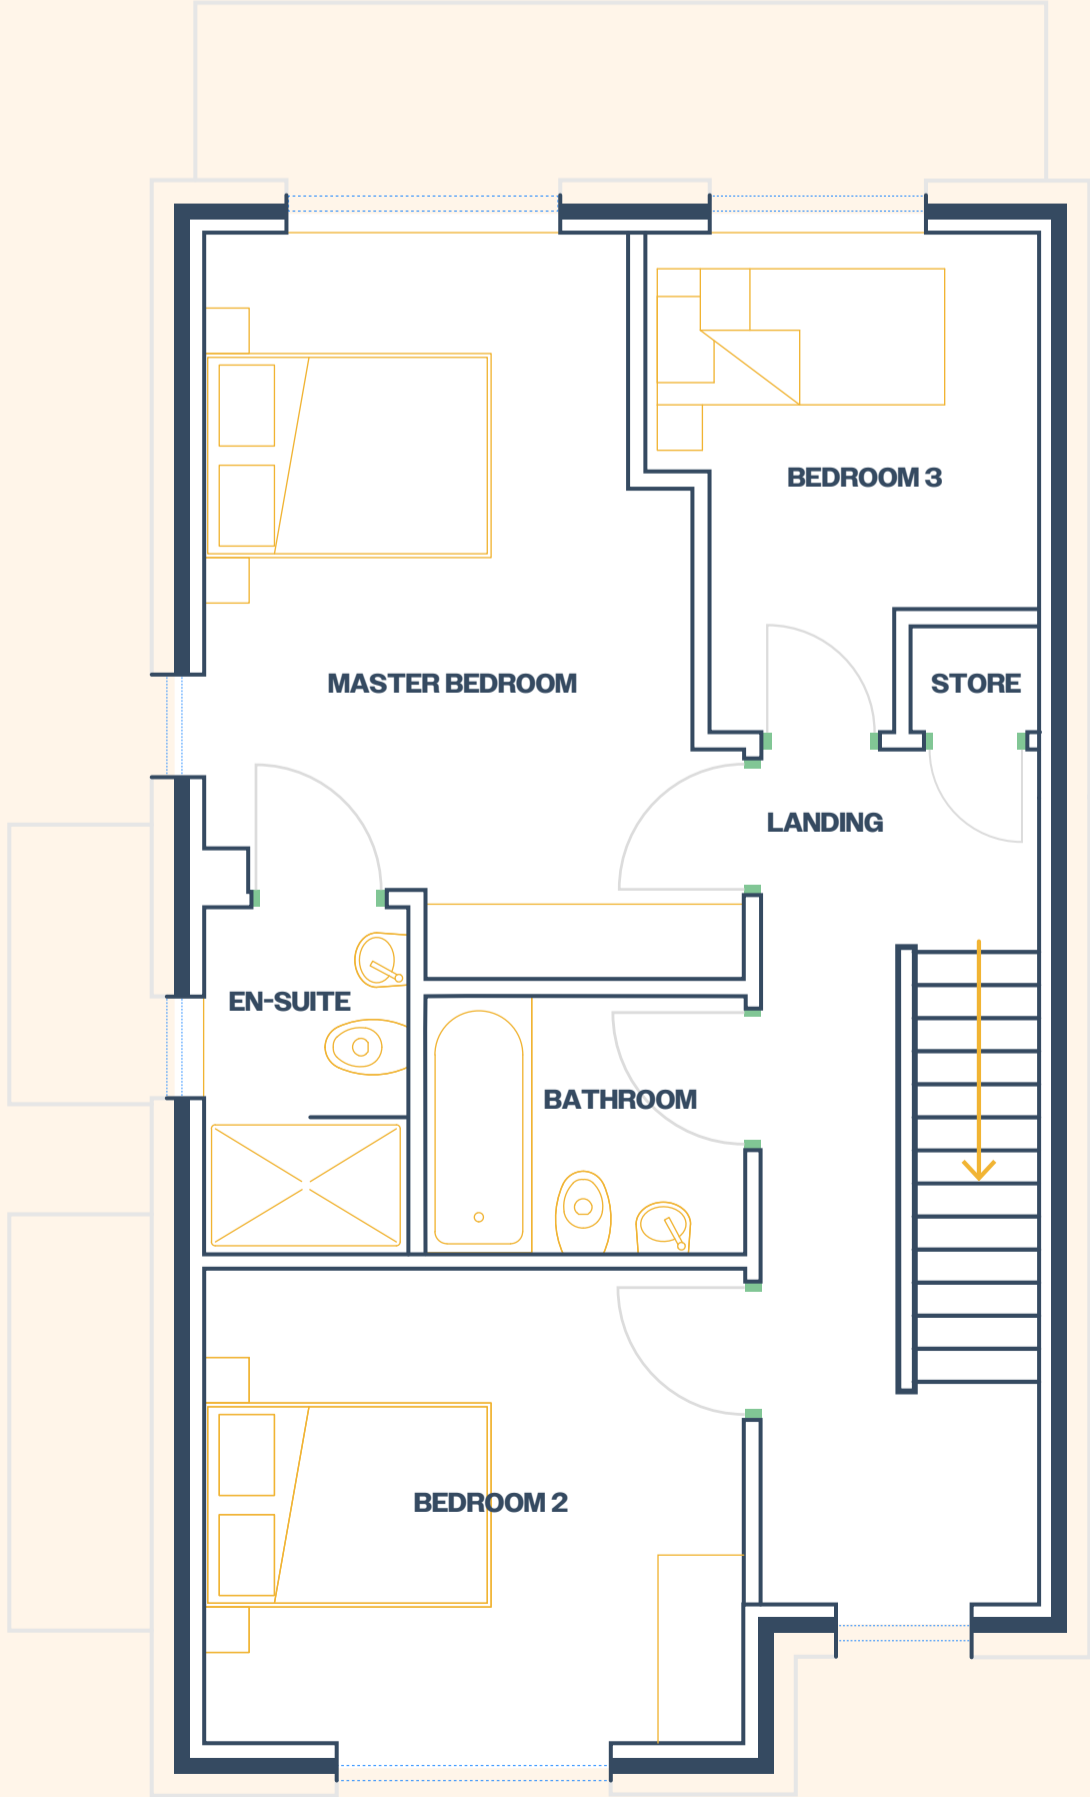 BEDROOM 3
MASTER BEDROOM
STORE
LANDING
EN-SUITE
BATHROOM
BEDROOM 2